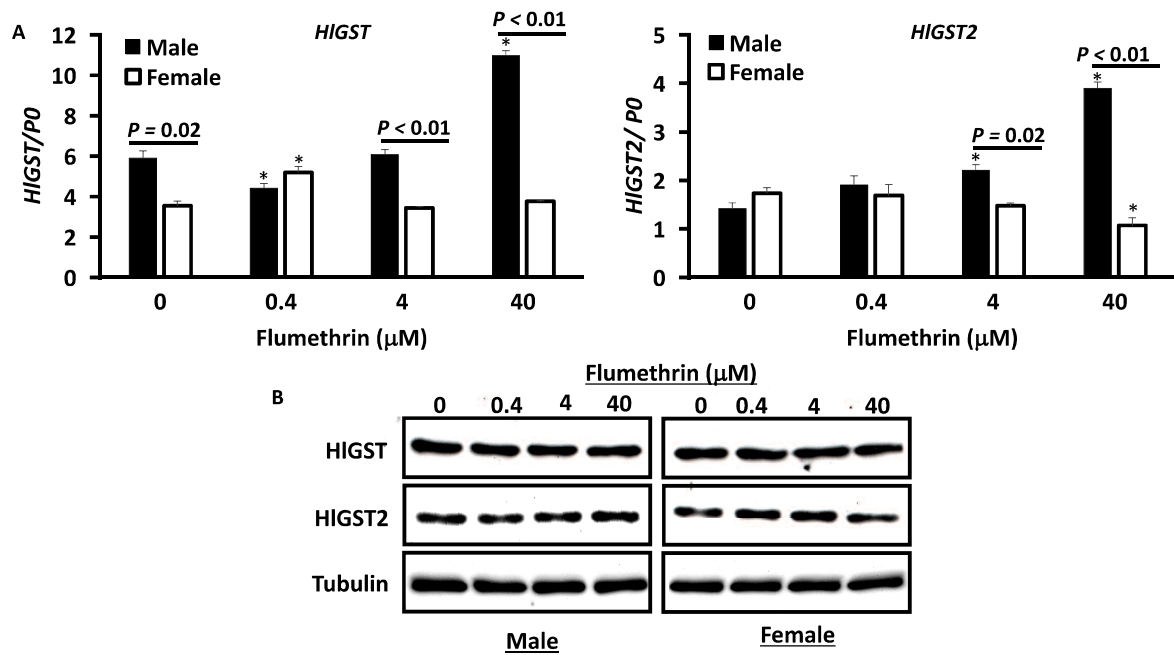 A
HlGST
P < 0.01
*
12
10
8
6
4
2
0
HlGST/P0
Male
Female
P = 0.02
* *
P < 0.01
0 0.4 4 40
Flumethrin (µM)
HlGST2
5
4
3
2
1
0
HlGST2/ P0
Male
Female
P < 0.01
*
P = 0.02
*
*
0 0.4 4 40
Flumethrin (µM)
B
Flumethrin (µM)
0 0.4 4 40 0 0.4 4 40
HlGST
HlGST2
Tubulin
Male Female